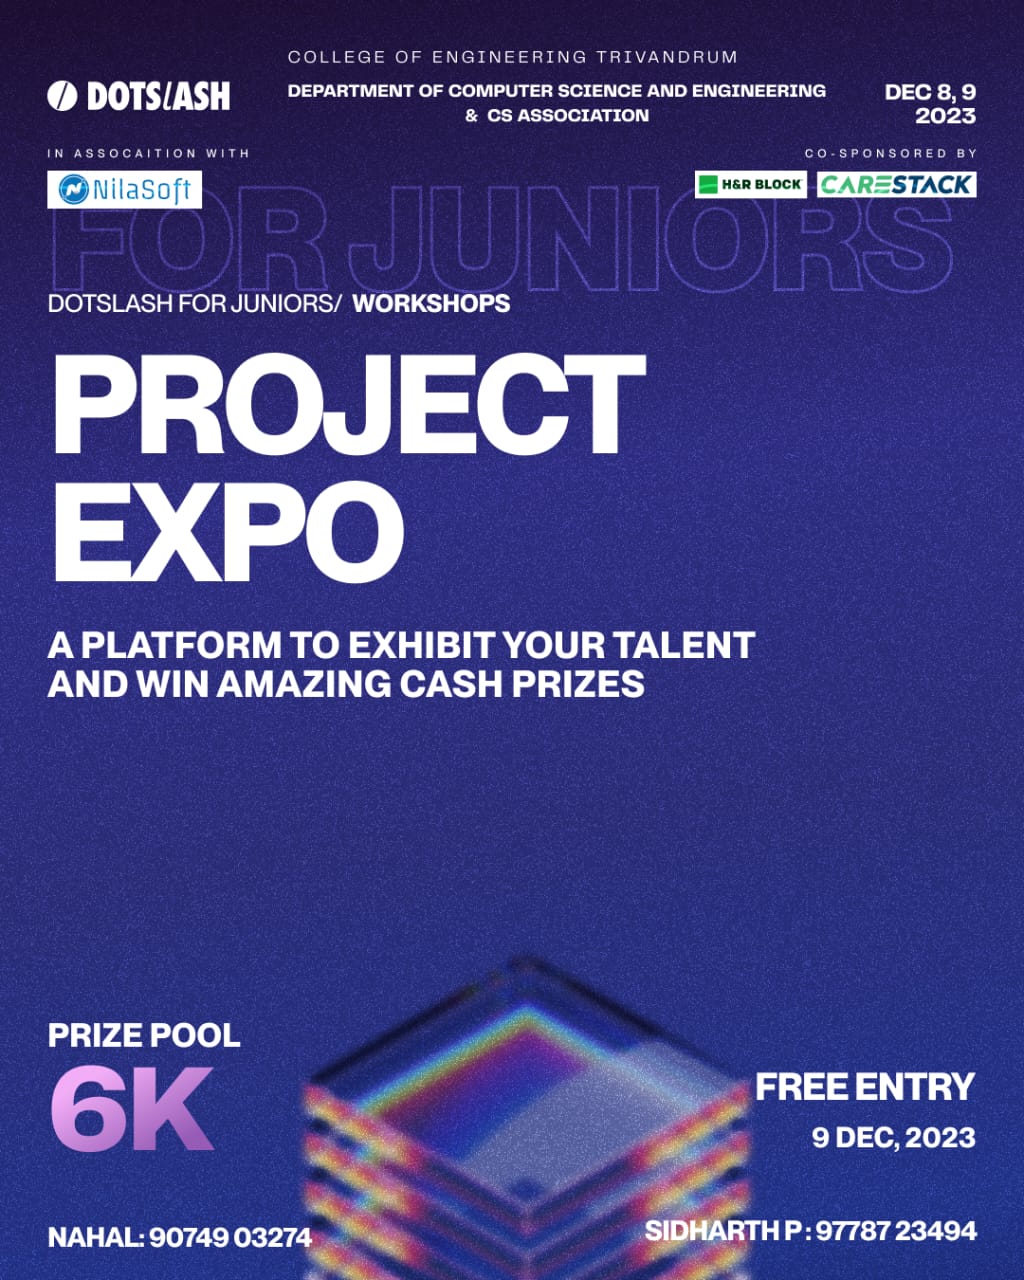 COLLEGE OF ENGINEERING TRIVANDRUM
DOTSLASH
DEPARTMENT OF COMPUTER SCIENCE AND ENGINEERING
& CS ASSOCIATION
DEC 8, 9
2023
IN ASSOCAITION WITH
NilaSoft
CO-SPONSORED BY
H&R BLOCK
CARESTACK
FOR JUNIORS
DOTSLASH FOR JUNIORS/ WORKSHOPS
PROJECT
EXPO
A PLATFORM TO EXHIBIT YOUR TALENT
AND WIN AMAZING CASH PRIZES
PRIZE POOL
6K
FREE ENTRY
9 DEC, 2023
NAHAL: 90749 03274
SIDHARTH P : 97787 23494